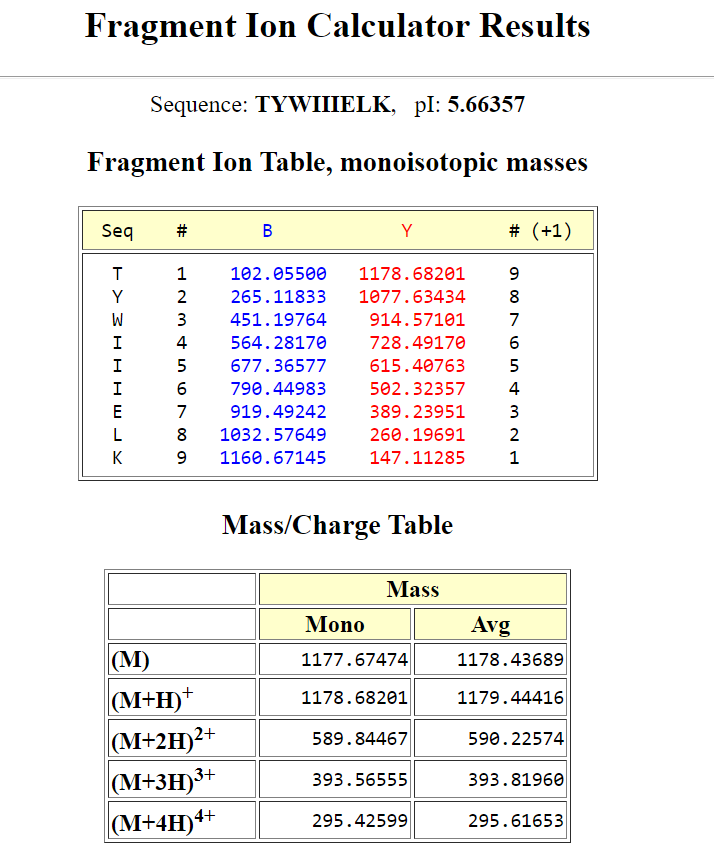 Fragment Ion Calculator Results
Sequence: TYWIIIELK, pI: 5.66357
Fragment Ion Table, monoisotopic masses
Seq # B Y # (+1)
T 1 102.05500 1178.68201 9
Y 2 265.11833 1077.63434 8
W 3 451.19764 914.57101 7
I 4 564.28170 728.49170 6
I 5 677.36577 615.40763 5
I 6 790.44983 502.32357 4
E 7 919.49242 389.23951 3
L 8 1032.57649 260.19691 2
K 9 1160.67145 147.11285 1
Mass/Charge Table
Mass
Mono Avg
(M) 1177.67474 1178.43689
(M+H)+ 1178.68201 1179.44416
(M+2H)2+ 589.84467 590.22574
(M+3H)3+ 393.56555 393.81960
(M+4H)4+ 295.42599 295.61653